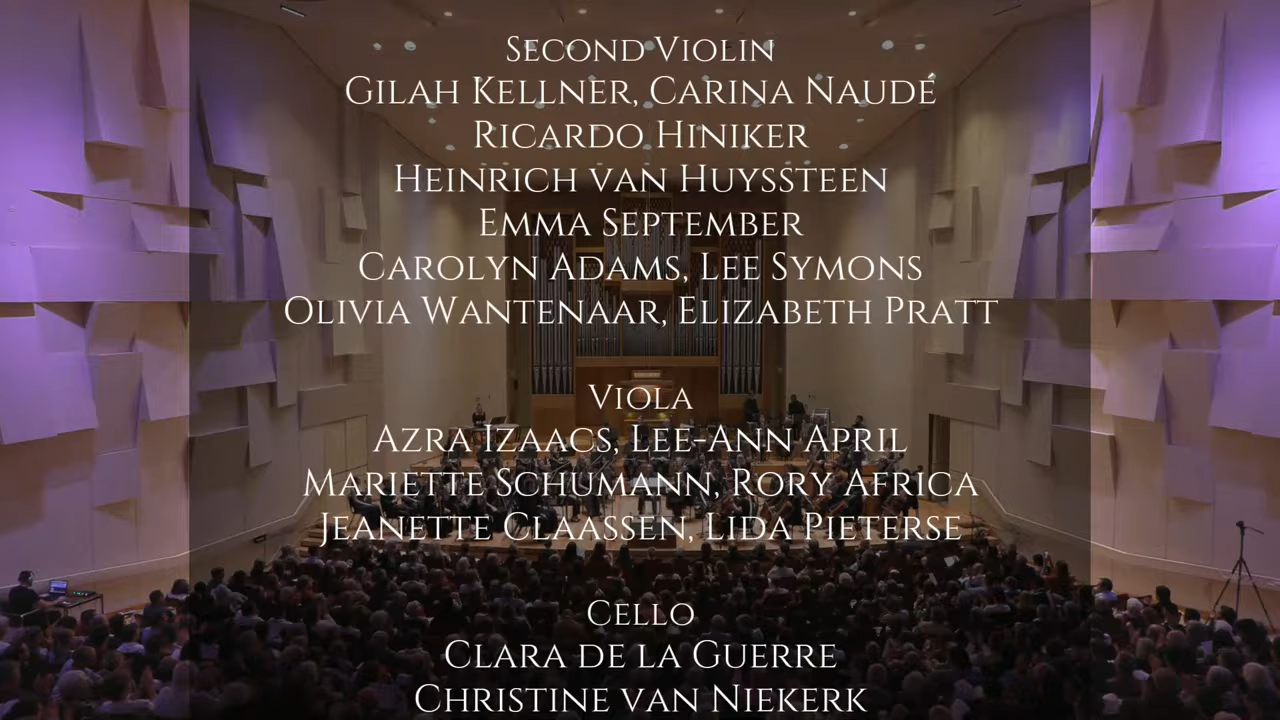 Second Violin
Gilah Kellner, Carina Naudé
Ricardo Hiniker
Heinrich van Huyssteen
Emma September
Carolyn Adams, Lee Symons
Olivia Wantenaar, Elizabeth Pratt
Viola
Azra Izaacs, Lee-Ann April
Mariette Schumann, Rory Africa
Jeanette Claassen, Lida Pieterse
Cello
Clara de la Guerre
Christine van Niekerk